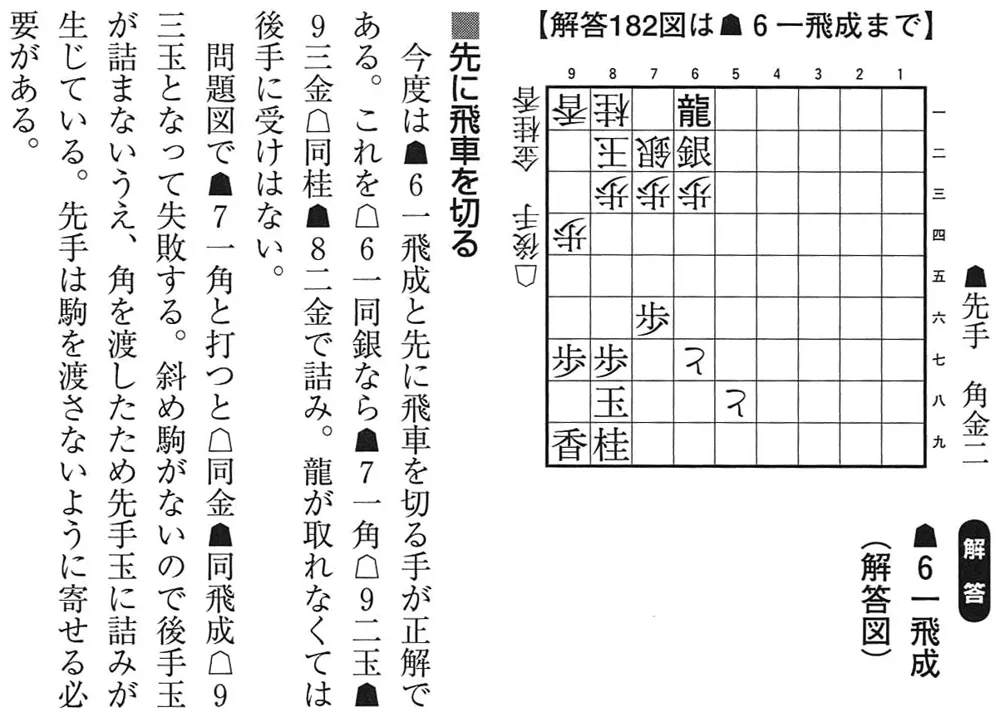 【解答182図は☗6一飛成まで】
9 8 7 6 5 4 3 2 1
香 桂 龍 一
王 銀 銀 二
歩 歩 歩 三
歩 四
五
歩 六
歩 歩 と 七
玉 と 八
香 桂 九
☗先手 角金二
☖後手 金桂香
解答
☗6一飛成
(解答図)
■先に飛車を切る
今度は☗6一飛成と先に飛車を切る手が正解で
ある。これを☖6一同銀なら☗7一角☖9二玉☗
9三金☖同桂☗8二金で詰み。龍が取れなくては
後手に受けはない。
問題図で☗7一角と打つと☖同金☗同飛成☖9
三玉となって失敗する。斜め駒がないので後手玉
が詰まないうえ、角を渡したため先手玉に詰みが
生じている。先手は駒を渡さないように寄せる必
要がある。